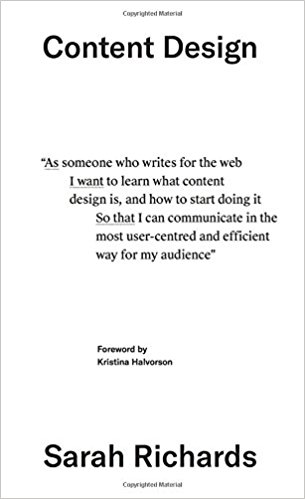 Content Design
“As someone who writes for the web
I want to learn what content
design is, and how to start doing it
So that I can communicate in the
most user-centred and efficient
way for my audience”
Foreword by
Kristina Halvorson
Sarah Richards